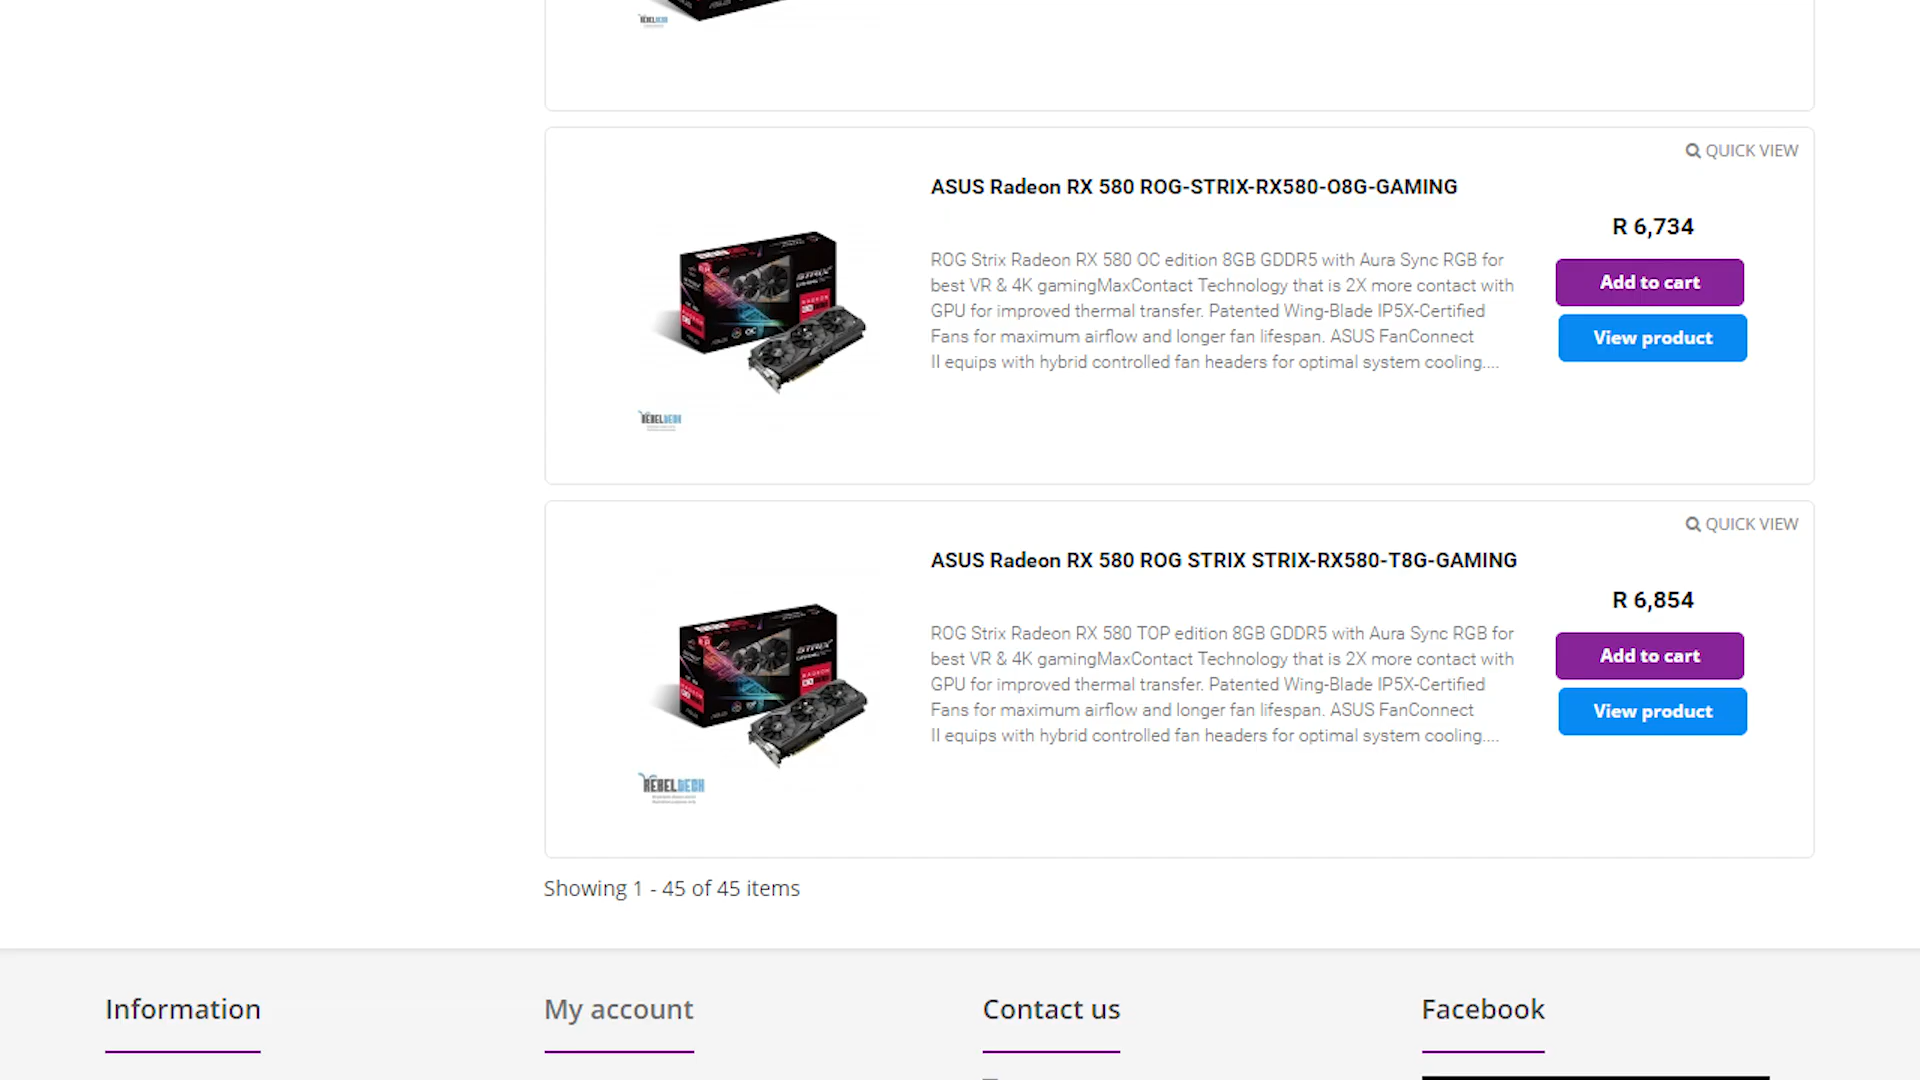 QUICK VIEW
ASUS Radeon RX 580 ROG-STRIX-RX580-O8G-GAMING
R 6,734
ROG Strix Radeon RX 580 OC edition 8GB GDDR5 with Aura Sync RGB for
best VR & 4K gamingMaxContact Technology that is 2X more contact with
GPU for improved thermal transfer. Patented Wing-Blade IP5X-Certified
Fans for maximum airflow and longer fan lifespan. ASUS FanConnect
II equips with hybrid controlled fan headers for optimal system cooling....
Add to cart
View product
STRIX
RADEON
OC
REBELTECH
QUICK VIEW
ASUS Radeon RX 580 ROG STRIX STRIX-RX580-T8G-GAMING
R 6,854
ROG Strix Radeon RX 580 TOP edition 8GB GDDR5 with Aura Sync RGB for
best VR & 4K gamingMaxContact Technology that is 2X more contact with
GPU for improved thermal transfer. Patented Wing-Blade IP5X-Certified
Fans for maximum airflow and longer fan lifespan. ASUS FanConnect
II equips with hybrid controlled fan headers for optimal system cooling....
Add to cart
View product
STRIX
RADEON
REBELTECH
Showing 1 - 45 of 45 items
Information
My account
Contact us
Facebook